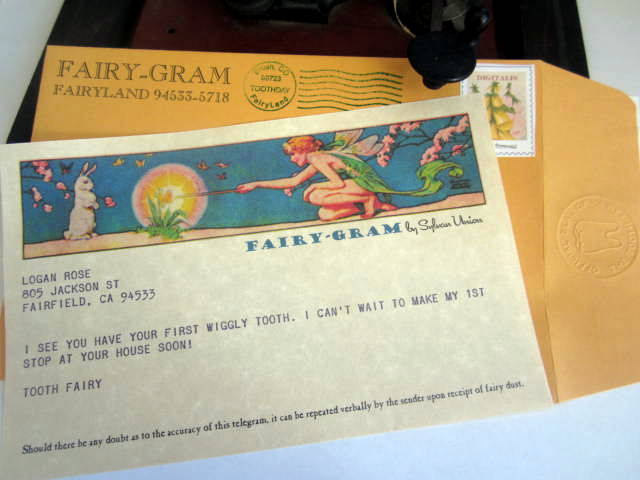 FAIRY-GRAM
FAIRYLAND 94533-5718
TOOTHDAY
FairyLand
DIGITALIS
FAIRY-GRAM by Sylvan Union
LOGAN ROSE
805 JACKSON ST
FAIRFIELD, CA 94533
I SEE YOU HAVE YOUR FIRST WIGGLY TOOTH. I CAN'T WAIT TO MAKE MY 1ST
STOP AT YOUR HOUSE SOON!
TOOTH FAIRY
Should there be any doubt as to the accuracy of this telegram, it can be repeated verbally by the sender upon receipt of fairy dust.